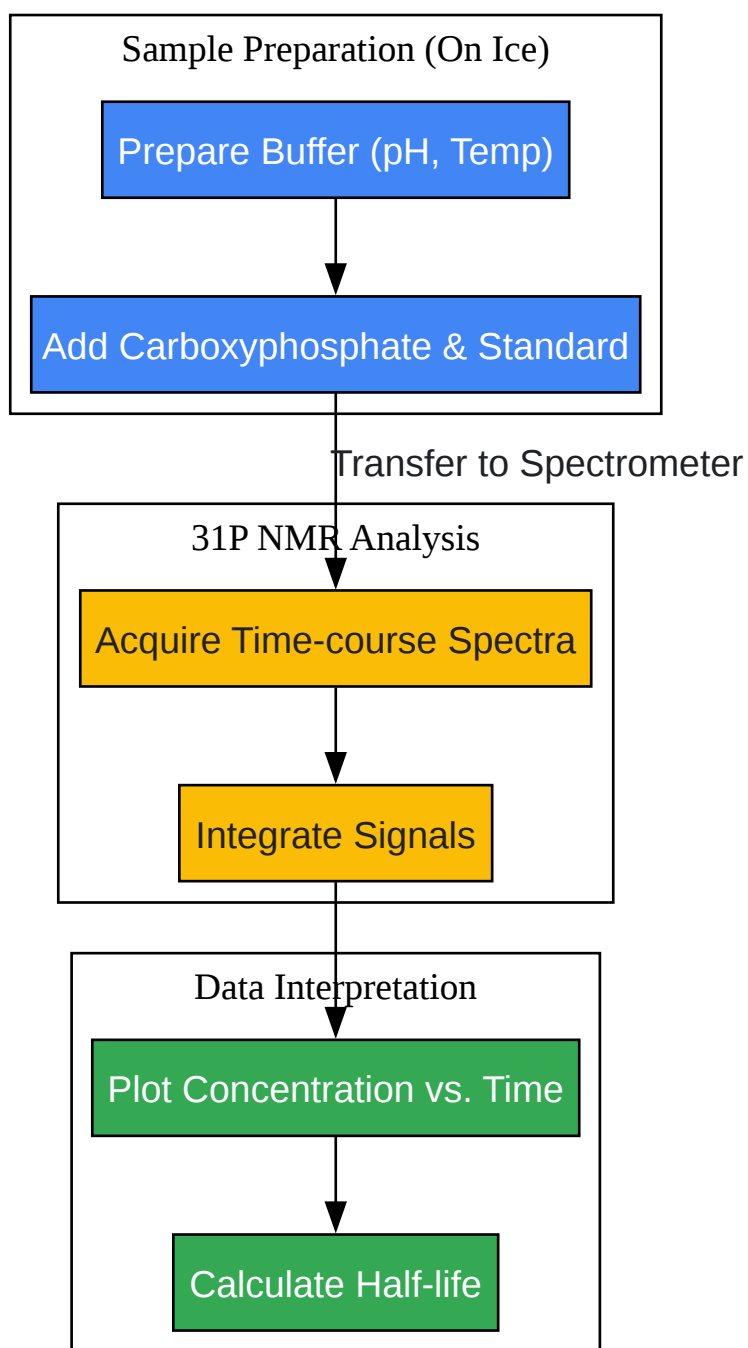 Sample Preparation (On Ice)
Prepare Buffer (pH, Temp)
Add Carboxyphosphate & Standard
Transfer to Spectrometer
31P NMR Analysis
Acquire Time-course Spectra
Integrate Signals
Data Interpretation
Plot Concentration vs. Time
Calculate Half-life